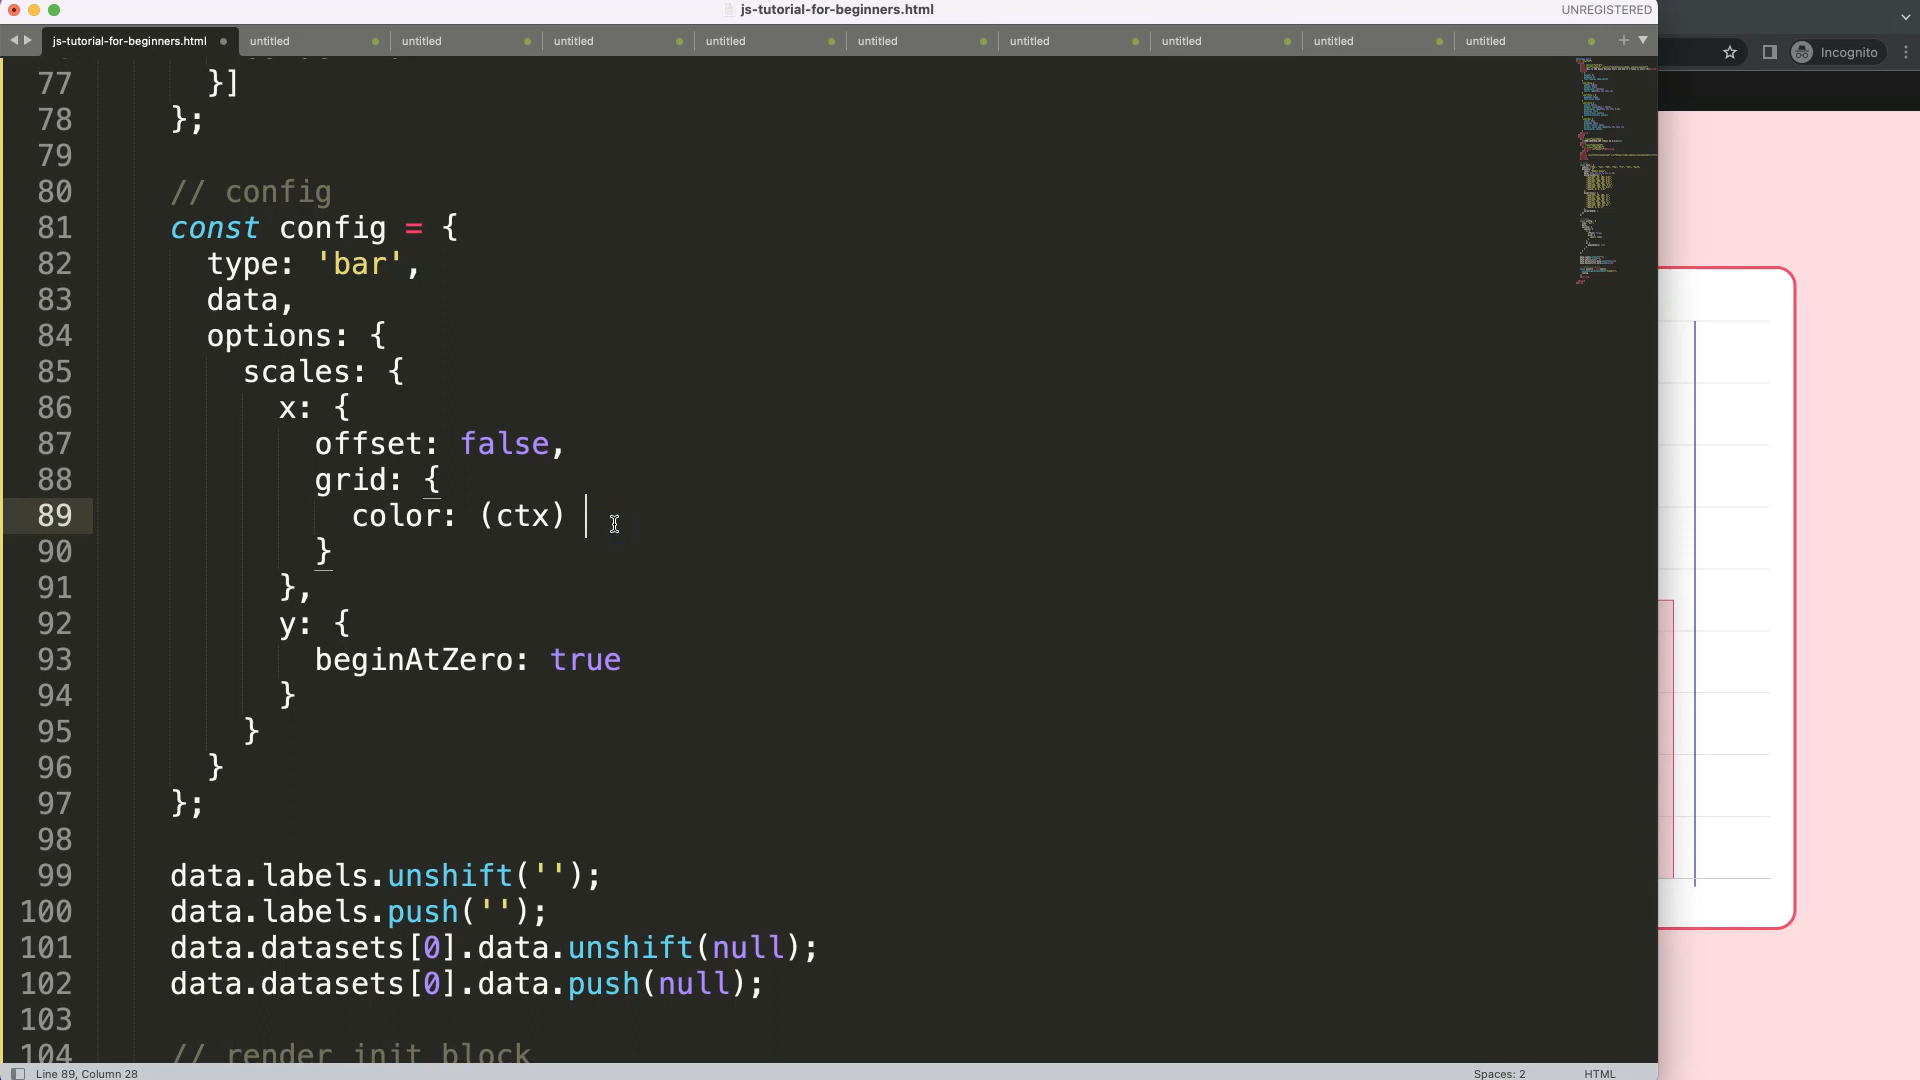 js-tutorial-for-beginners.html
UNREGISTERED
js-tutorial-for-beginners.html untitled untitled untitled untitled untitled untitled untitled untitled untitled
Incognito
77 }]
78 };
79
80 // config
81 const config = {
82 type: 'bar',
83 data,
84 options: {
85 scales: {
86 x: {
87 offset: false,
88 grid: {
89 color: (ctx)
90 }
91 },
92 y: {
93 beginAtZero: true
94 }
95 }
96 }
97 };
98
99 data.labels.unshift('');
100 data.labels.push('');
101 data.datasets[0].data.unshift(null);
102 data.datasets[0].data.push(null);
103
104 // render init block
Line 89, Column 28
Spaces: 2
HTML